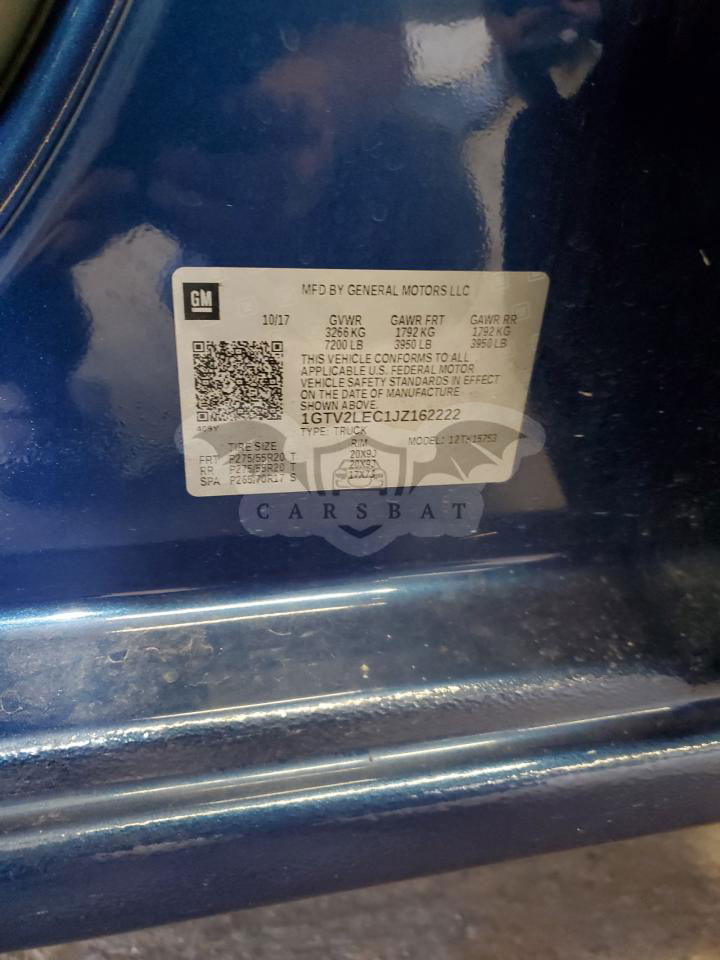 GM
MFD BY GENERAL MOTORS LLC
10/17 GVWR GAWR FRT GAWR RR
3266 KG 1792 KG 1792 KG
7200 LB 3950 LB 3950 LB
THIS VEHICLE CONFORMS TO ALL
APPLICABLE U.S. FEDERAL MOTOR
VEHICLE SAFETY STANDARDS IN EFFECT
ON THE DATE OF MANUFACTURE
SHOWN ABOVE.
1GTV2LEC1JZ162222
TYPE: TRUCK MODEL:
TIRE SIZE RIM
FRT P275/55R20 T 20X9J
RR P275/55R20 T 20X9J
SPA P265/70R17 S 17X7J
CARSBAT